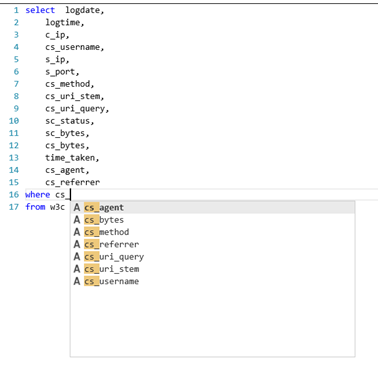 1 select  logdate,
2     logtime,
3     c_ip,
4     cs_username,
5     s_ip,
6     s_port,
7     cs_method,
8     cs_uri_stem,
9     cs_uri_query,
10     sc_status,
11     sc_bytes,
12     cs_bytes,
13     time_taken,
14     cs_agent,
15     cs_referrer
16 where cs_
17 from w3c
A cs_agent
A cs_bytes
A cs_method
A cs_referrer
A cs_uri_query
A cs_uri_stem
A cs_username